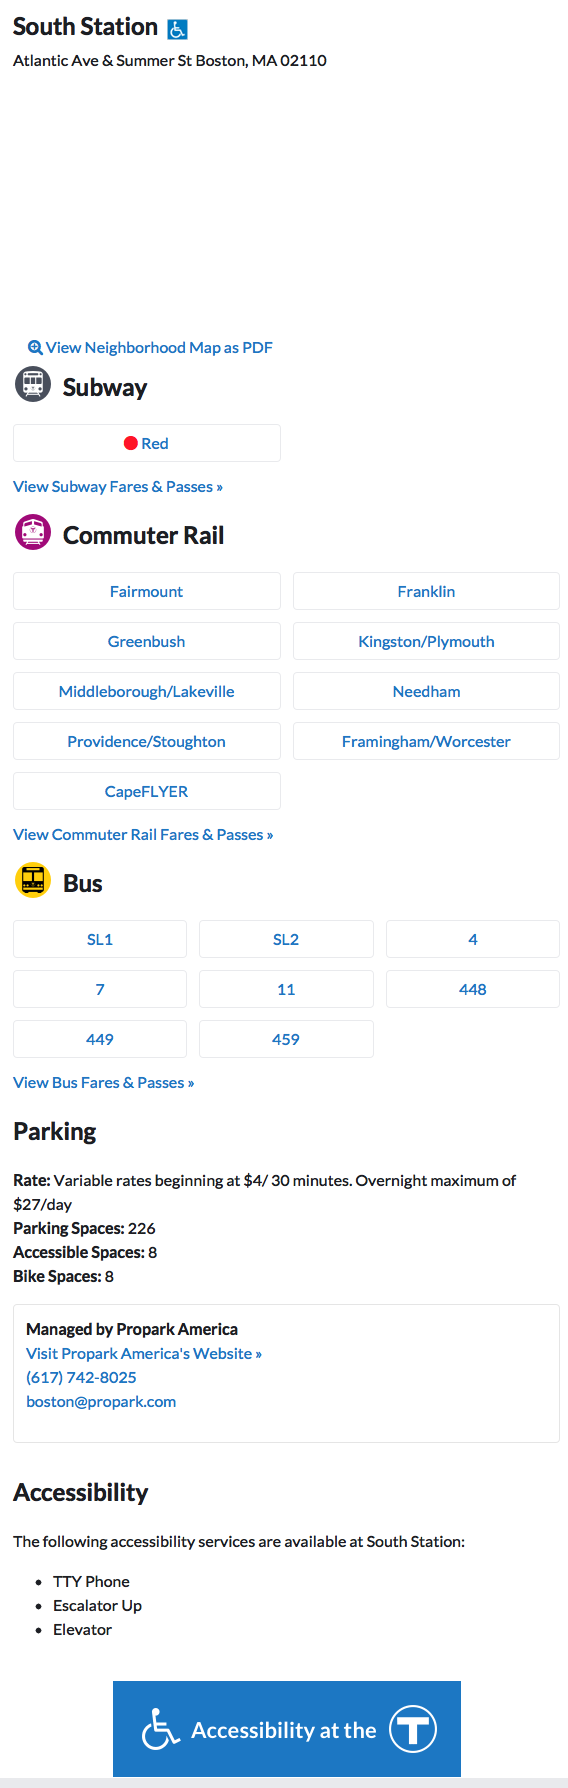 South Station
Atlantic Ave & Summer St Boston, MA 02110
View Neighborhood Map as PDF
Subway
Red
View Subway Fares & Passes »
Commuter Rail
Fairmount
Franklin
Greenbush
Kingston/Plymouth
Middleborough/Lakeville
Needham
Providence/Stoughton
Framingham/Worcester
CapeFLYER
View Commuter Rail Fares & Passes »
Bus
SL1
SL2
4
7
11
448
449
459
View Bus Fares & Passes »
Parking
Rate: Variable rates beginning at $4/ 30 minutes. Overnight maximum of
$27/day
Parking Spaces: 226
Accessible Spaces: 8
Bike Spaces: 8
Managed by Propark America
Visit Propark America's Website »
(617) 742-8025
boston@propark.com
Accessibility
The following accessibility services are available at South Station:
• TTY Phone
• Escalator Up
• Elevator
Accessibility at the T